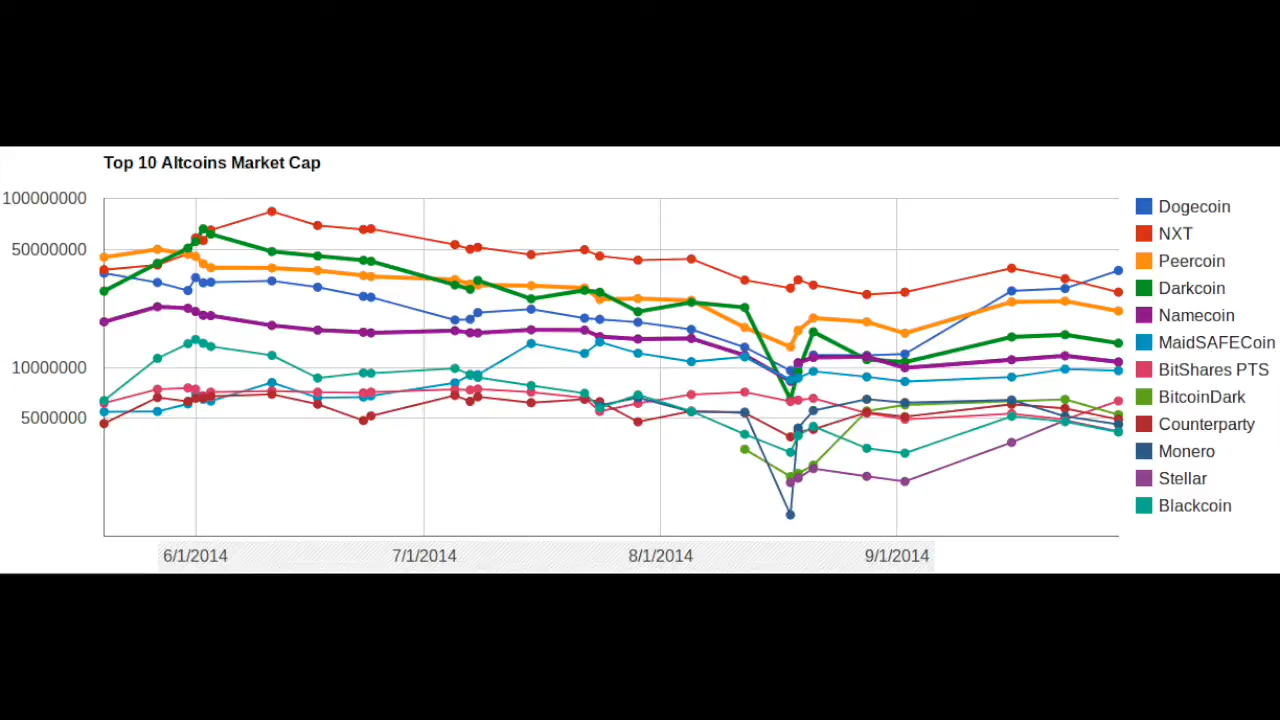 Top 10 Altcoins Market Cap
100000000
50000000
10000000
5000000
6/1/2014
7/1/2014
8/1/2014
9/1/2014
Dogecoin
NXT
Peercoin
Darkcoin
Namecoin
MaidSAFECoin
BitShares PTS
BitcoinDark
Counterparty
Monero
Stellar
Blackcoin